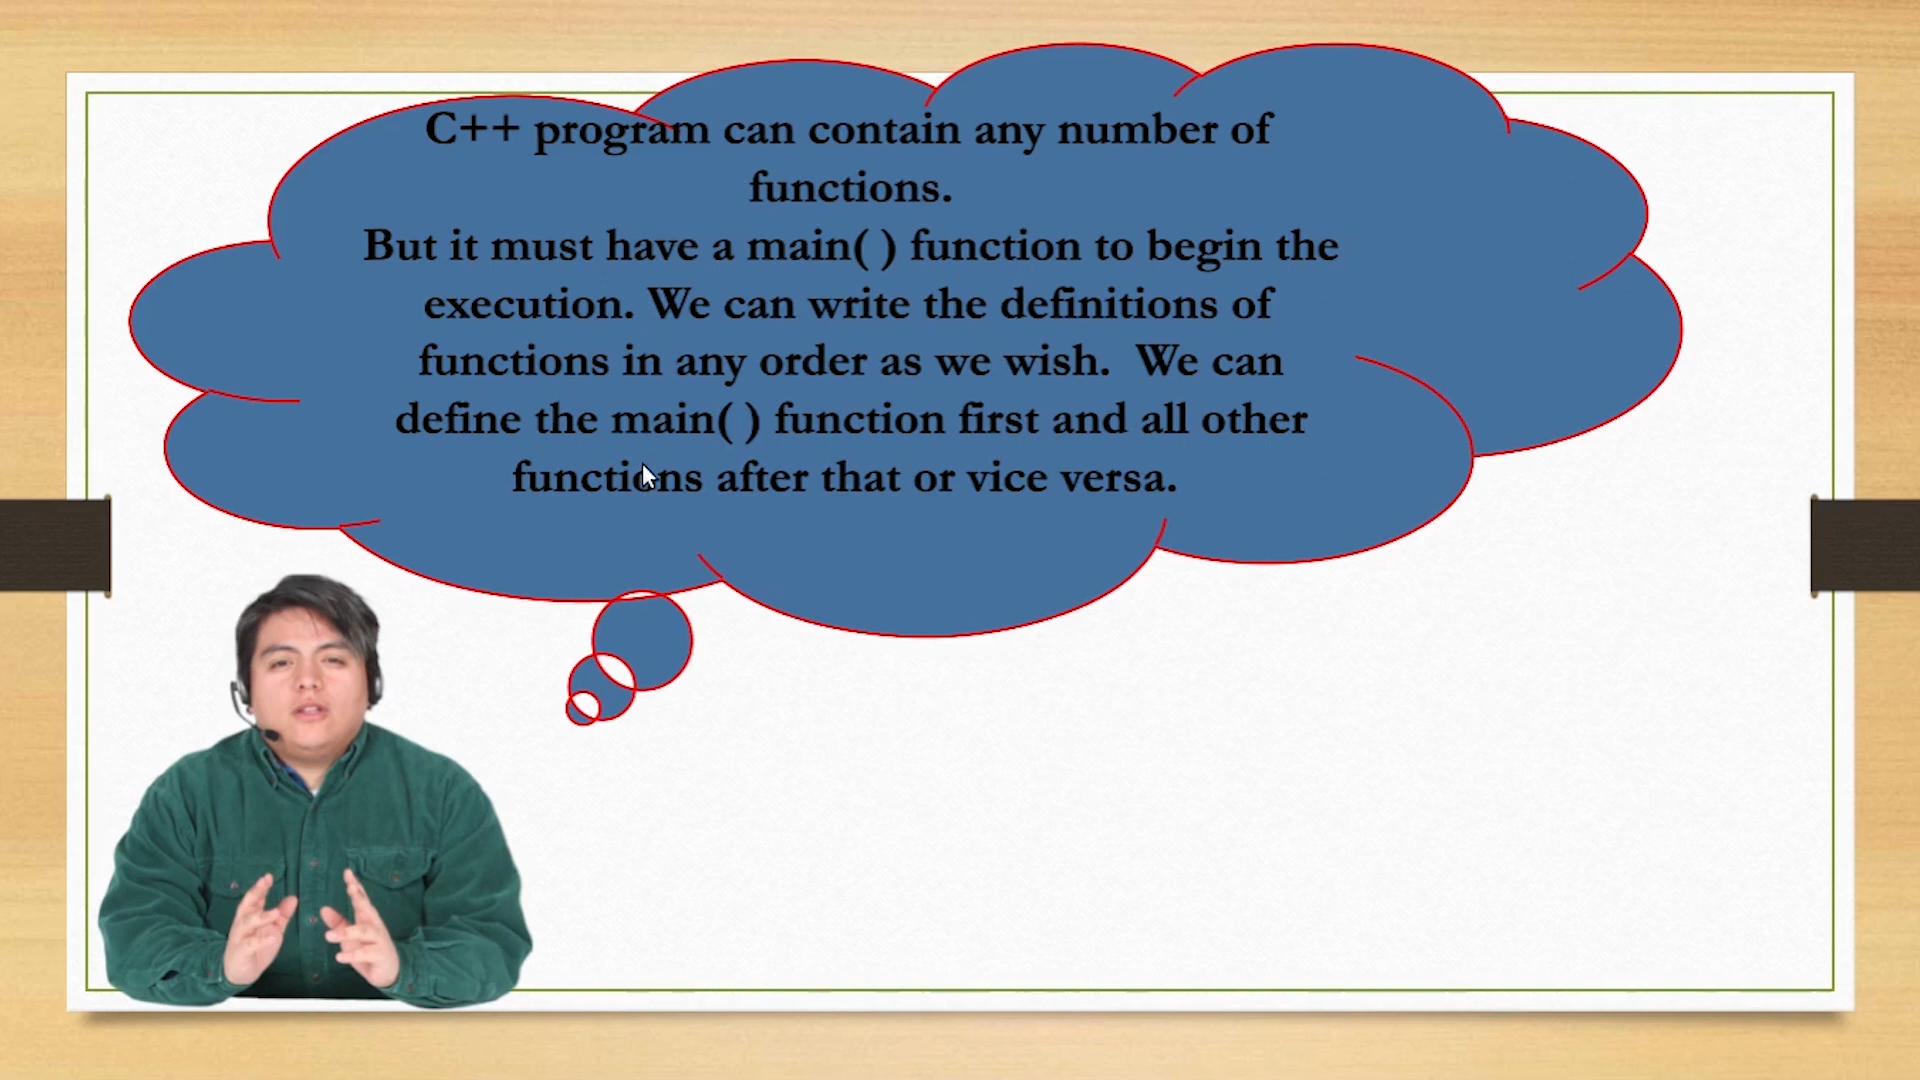 C++ program can contain any number of
functions.
But it must have a main( ) function to begin the
execution. We can write the definitions of
functions in any order as we wish.  We can
define the main( ) function first and all other
functions after that or vice versa.